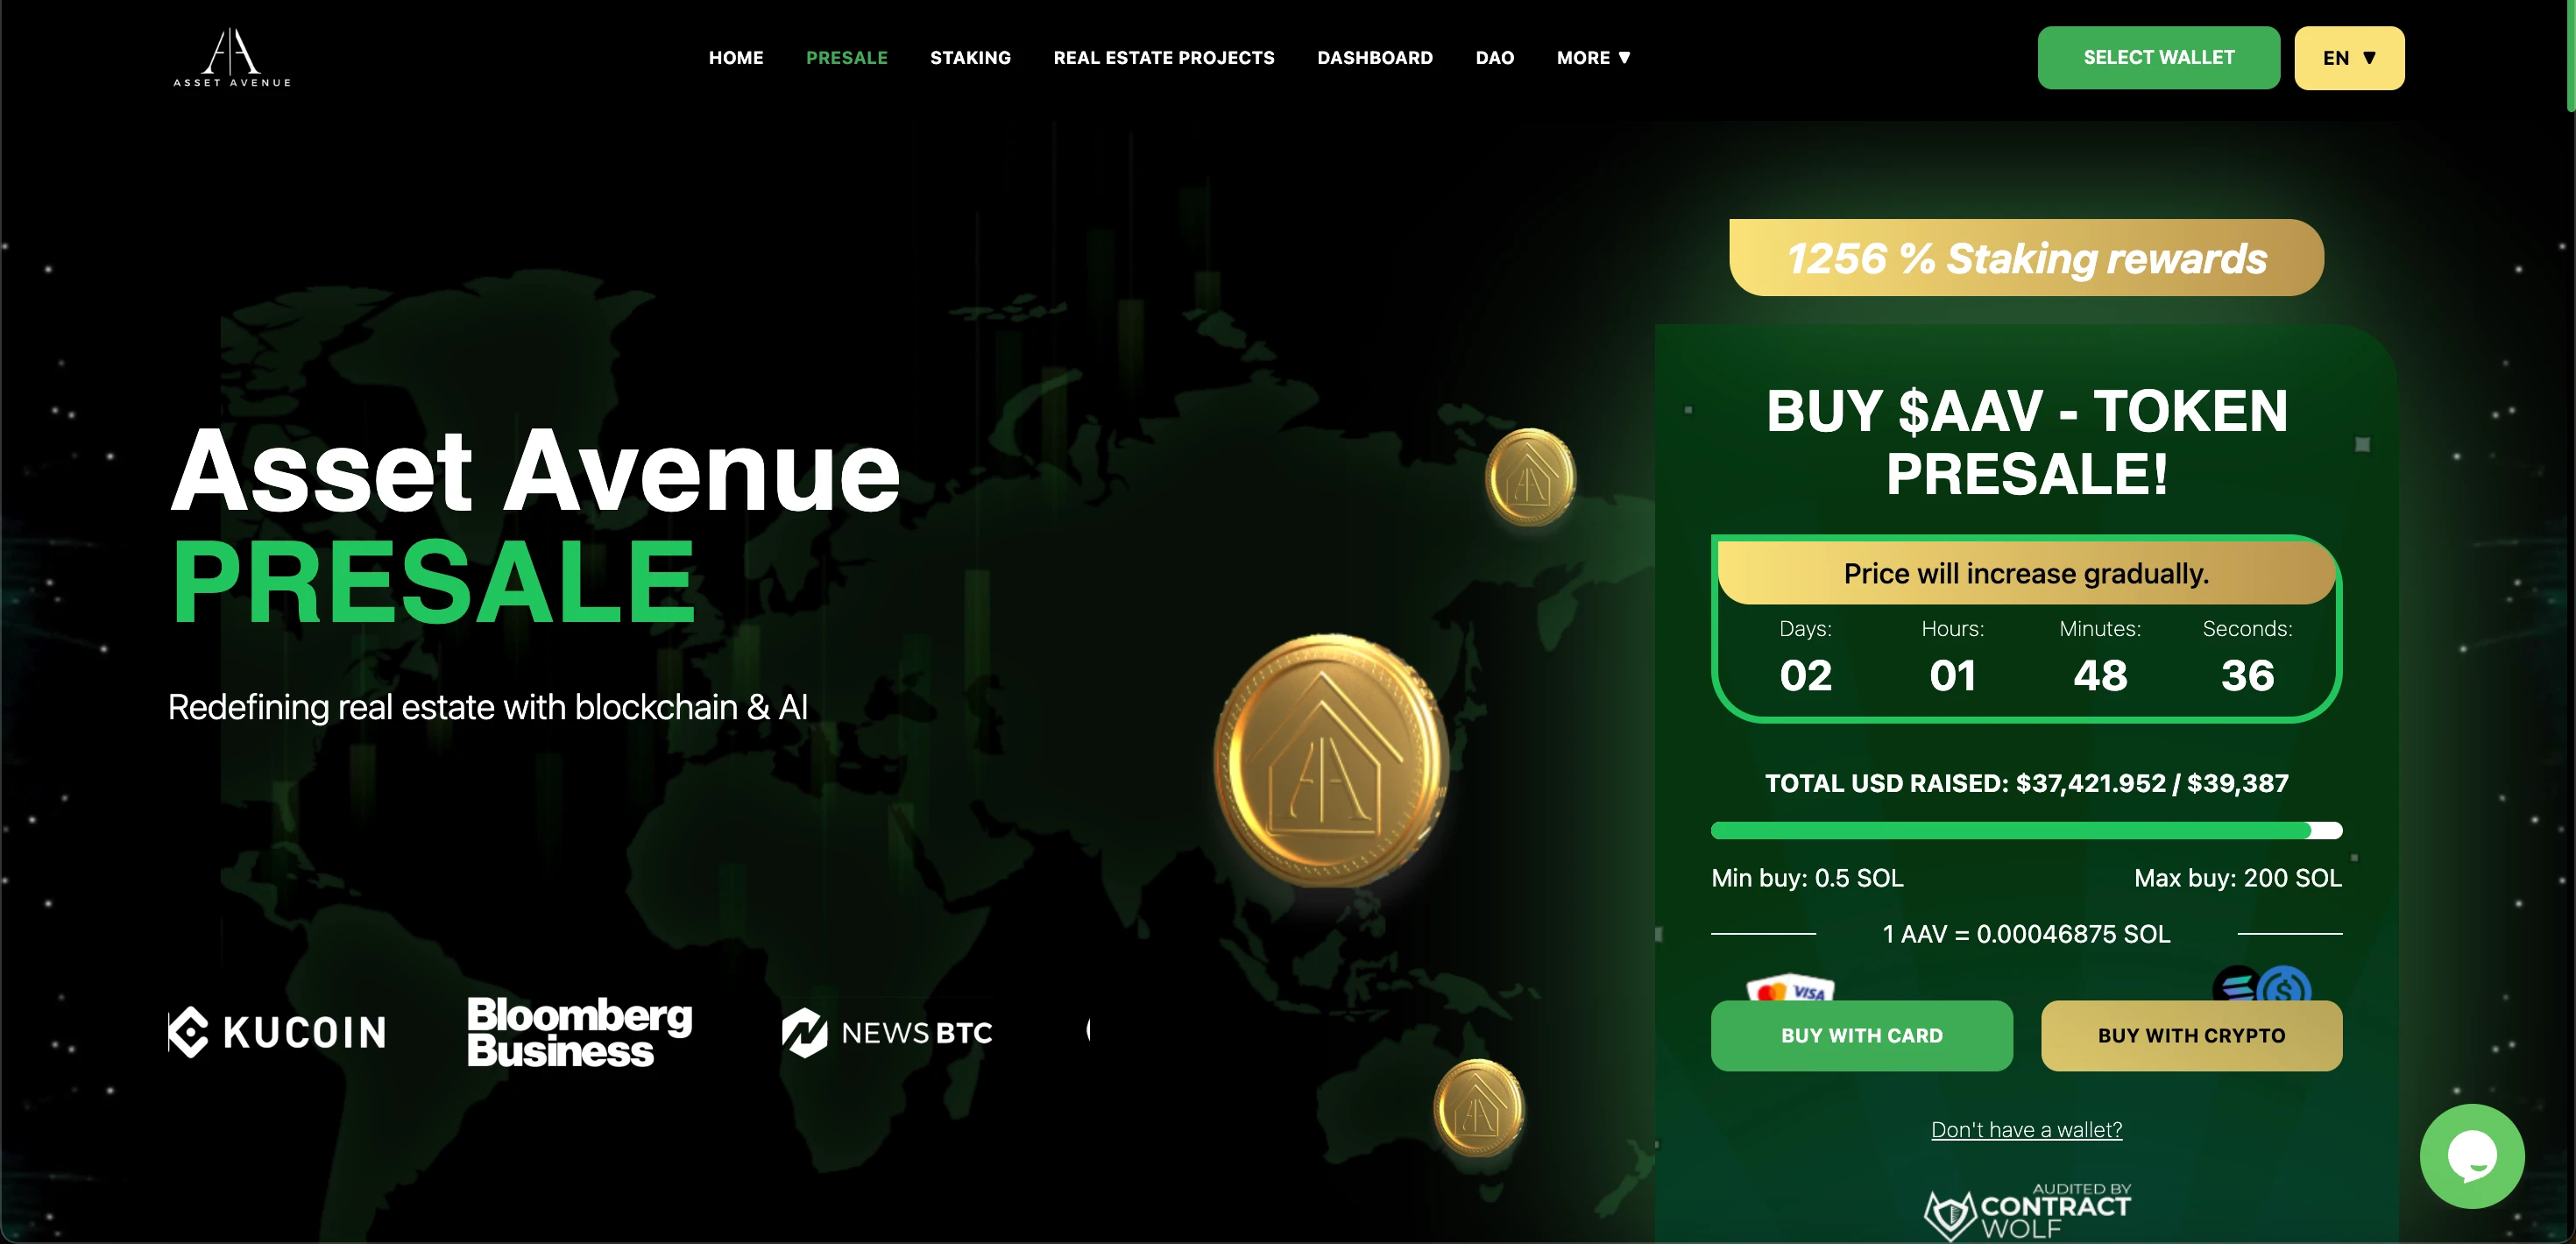 ASSET AVENUE
HOME
PRESALE
STAKING
REAL ESTATE PROJECTS
DASHBOARD
DAO
MORE ▼
SELECT WALLET
EN ▼
Asset Avenue
PRESALE
Redefining real estate with blockchain & AI
KUCOIN
Bloomberg
Business
NEWSBTC
1256 % Staking rewards
BUY $AAV - TOKEN
PRESALE!
Price will increase gradually.
Days: Hours: Minutes: Seconds:
02 01 48 36
TOTAL USD RAISED: $37,421.952 / $39,387
Min buy: 0.5 SOL
Max buy: 200 SOL
1 AAV = 0.00046875 SOL
VISA
BUY WITH CARD
BUY WITH CRYPTO
Don't have a wallet?
AUDITED BY
CONTRACT
WOLF